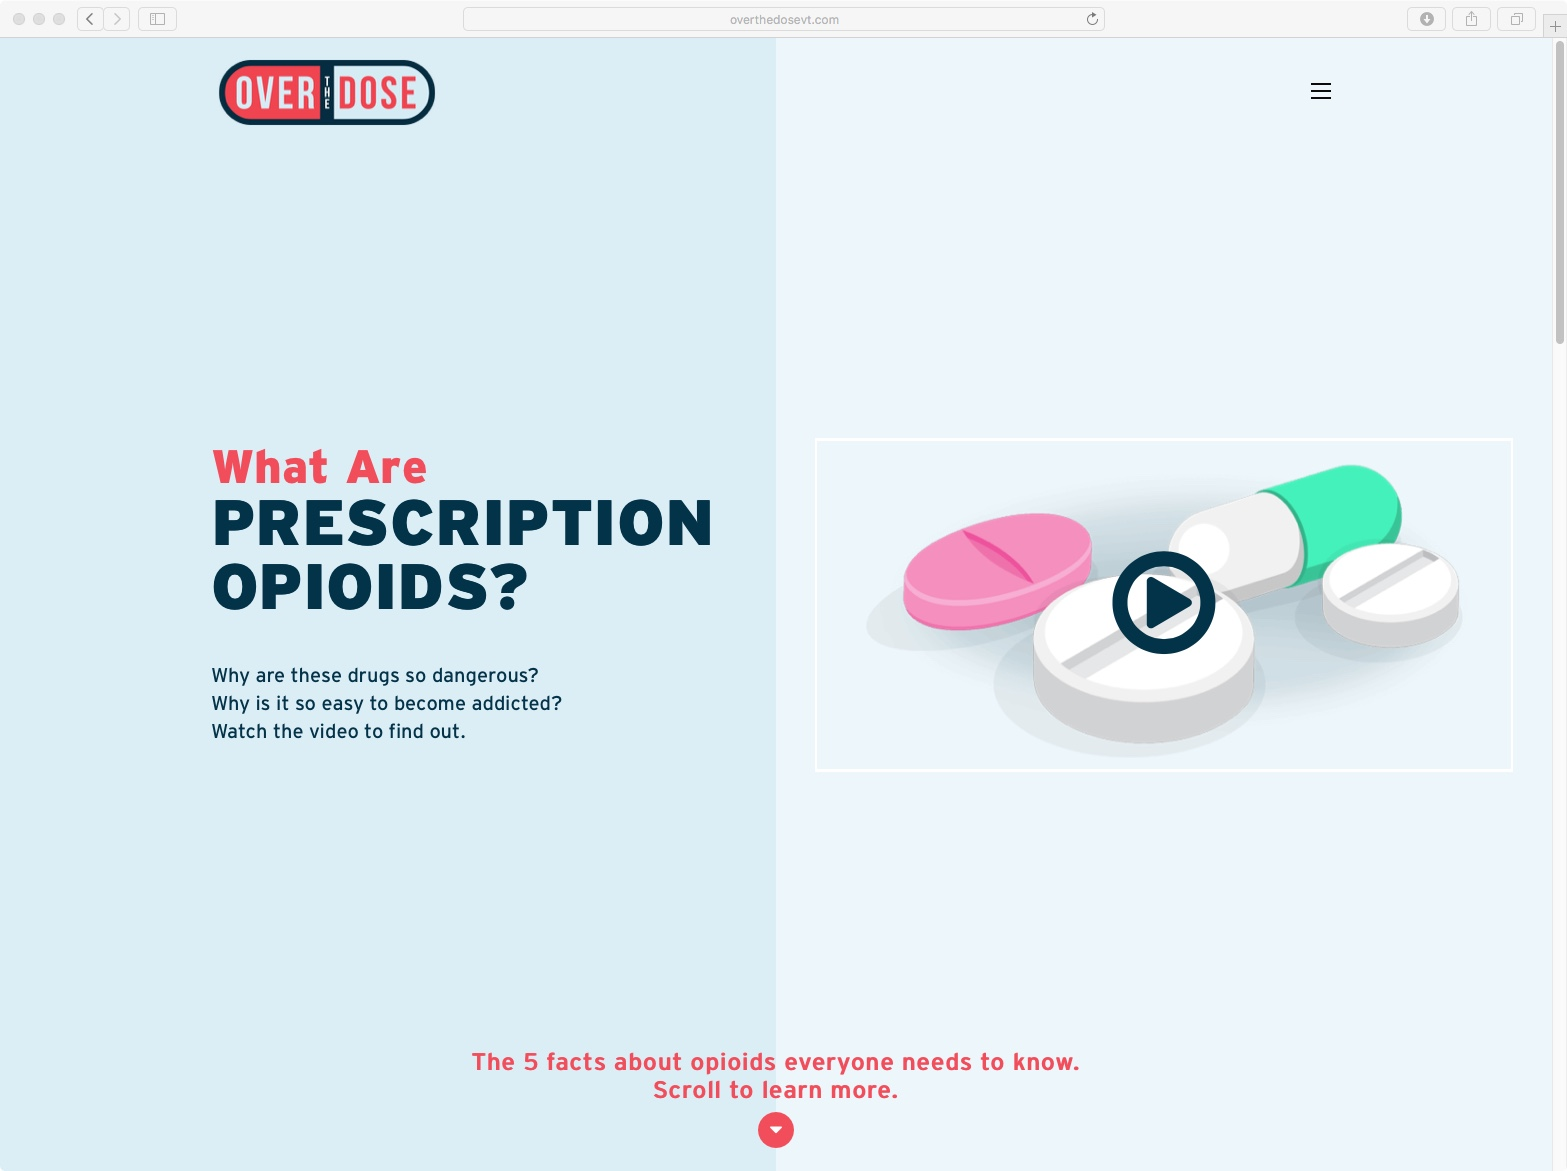 overthedosevt.com
OVER THE DOSE
What Are
PRESCRIPTION
OPIOIDS?
Why are these drugs so dangerous?
Why is it so easy to become addicted?
Watch the video to find out.
The 5 facts about opioids everyone needs to know.
Scroll to learn more.